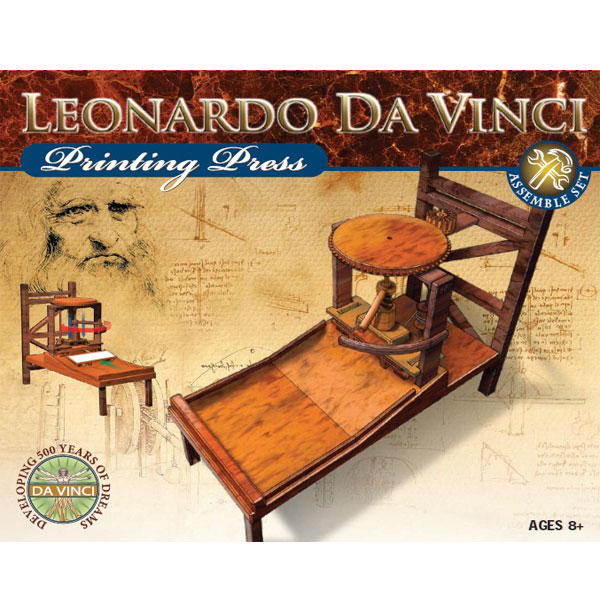 LEONARDO DA VINCI
Printing Press
ASSEMBLE SET
DEVELOPING 500 YEARS OF DREAMS
DA VINCI
AGES 8+